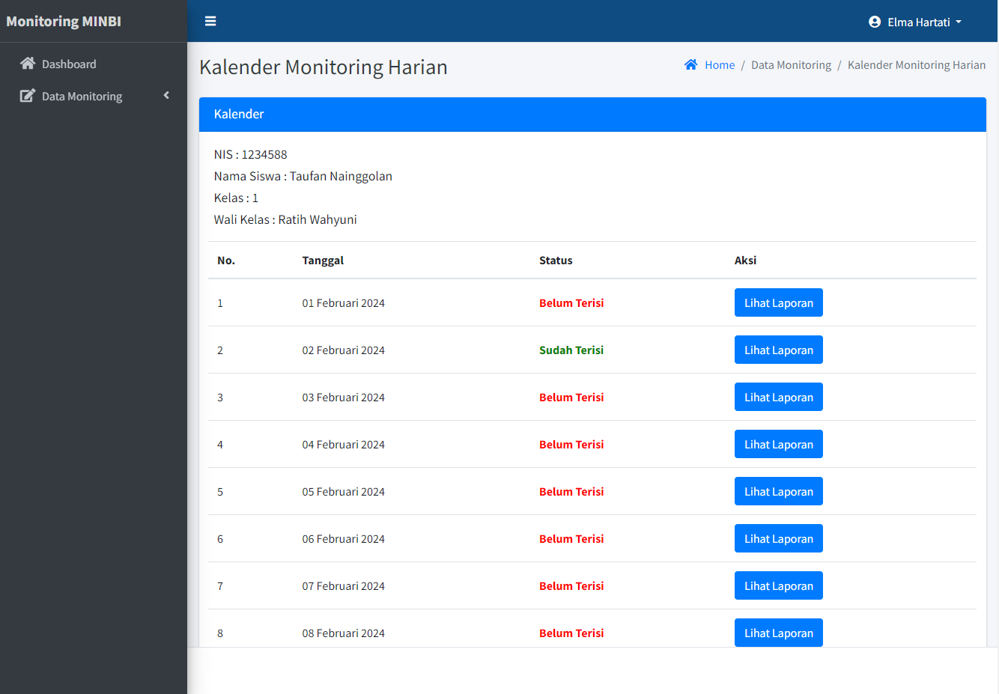 Monitoring MINBI
Elma Hartati
Dashboard
Data Monitoring
Kalender Monitoring Harian
Home / Data Monitoring / Kalender Monitoring Harian
Kalender
NIS : 1234588
Nama Siswa : Taufan Nainggolan
Kelas : 1
Wali Kelas : Ratih Wahyuni
No. Tanggal Status Aksi
1 01 Februari 2024 Belum Terisi Lihat Laporan
2 02 Februari 2024 Sudah Terisi Lihat Laporan
3 03 Februari 2024 Belum Terisi Lihat Laporan
4 04 Februari 2024 Belum Terisi Lihat Laporan
5 05 Februari 2024 Belum Terisi Lihat Laporan
6 06 Februari 2024 Belum Terisi Lihat Laporan
7 07 Februari 2024 Belum Terisi Lihat Laporan
8 08 Februari 2024 Belum Terisi Lihat Laporan